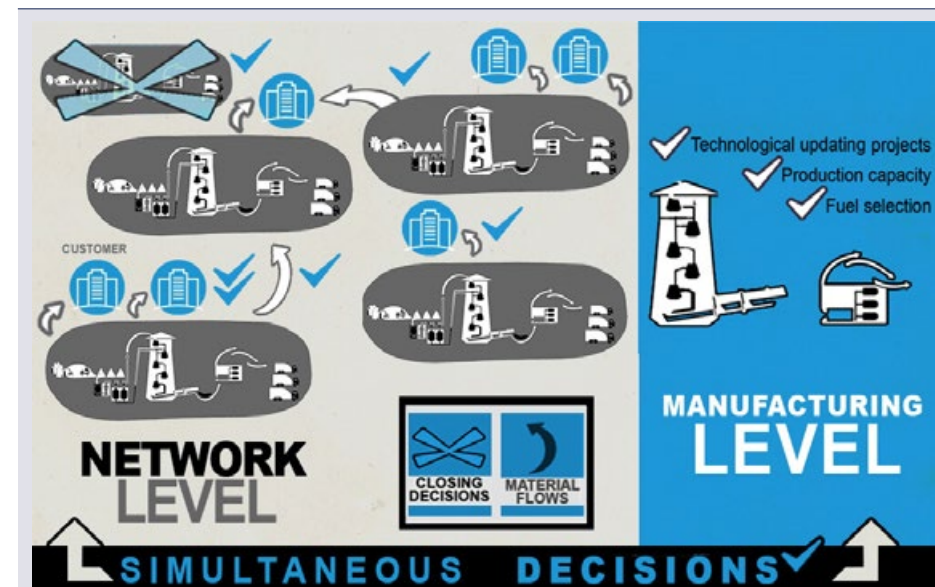 Technological updating projects
Production capacity
Fuel selection
CUSTOMER
NETWORK
LEVEL
CLOSING
DECISIONS
MATERIAL
FLOWS
MANUFACTURING
LEVEL
SIMULTANEOUS DECISIONS